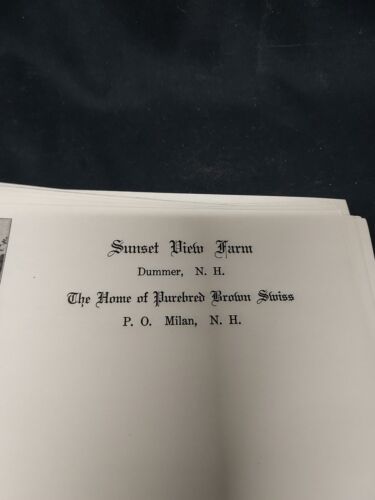 Sunset View Farm
Dummer, N. H.
The Home of Purebred Brown Swiss
P. O. Milan, N. H.